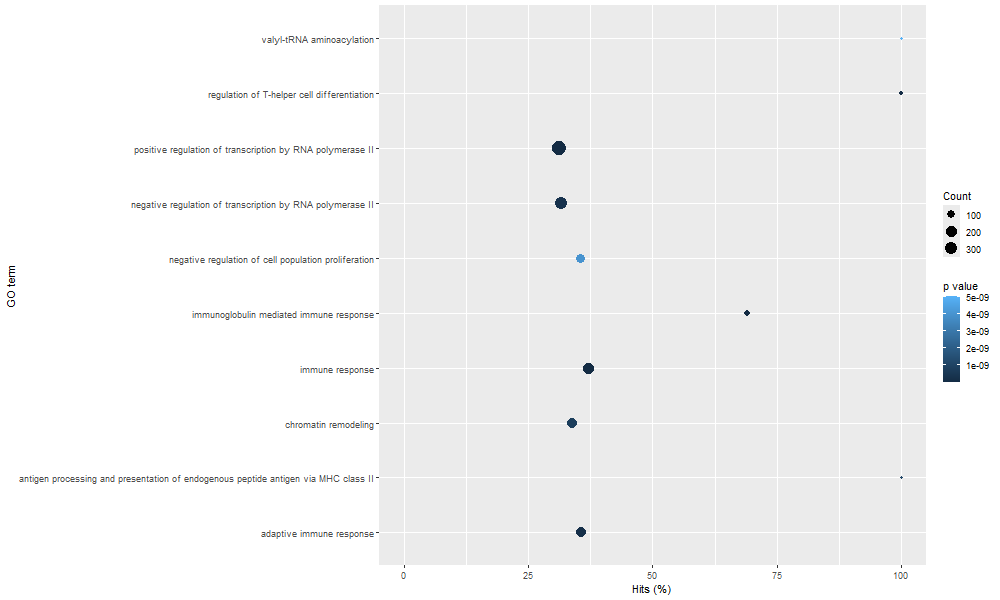 valyl-tRNA aminoacylation
regulation of T-helper cell differentiation
positive regulation of transcription by RNA polymerase II
negative regulation of transcription by RNA polymerase II
negative regulation of cell population proliferation
immunoglobulin mediated immune response
immune response
chromatin remodeling
antigen processing and presentation of endogenous peptide antigen via MHC class II
adaptive immune response
GO term
0 25 50 75 100
Hits (%)
Count
100
200
300
p value
5e-09
4e-09
3e-09
2e-09
1e-09